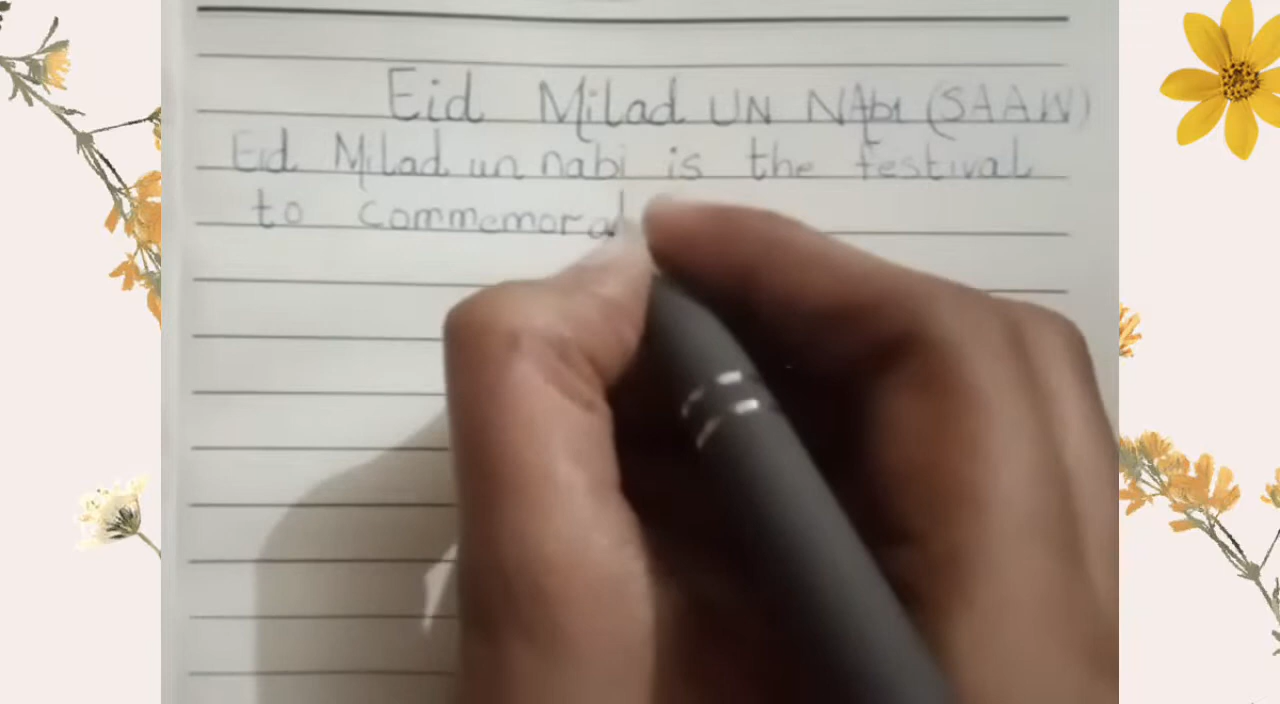 Eid Milad UN NAbi (SAAW)
Eid Milad un nabi is the festival
to commemorat